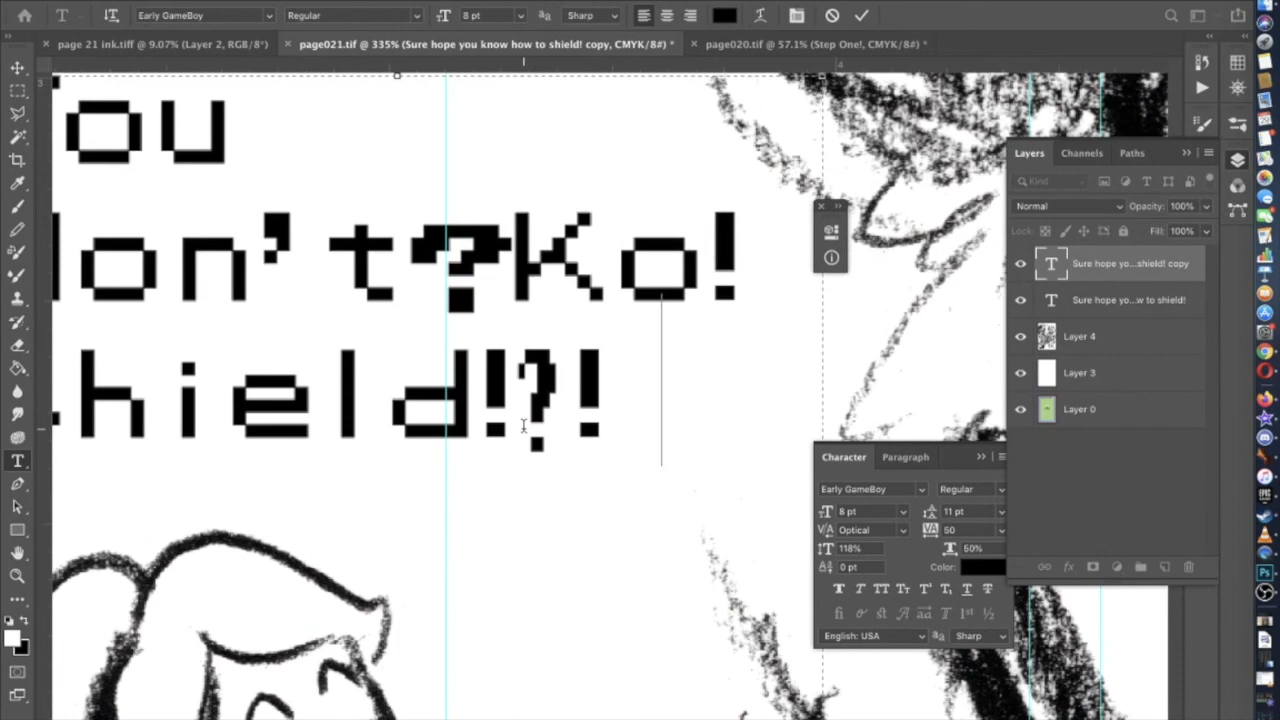 Early GameBoy Regular 8 pt Sharp
page 21 ink.tiff @ 9.07% (Layer 2, RGB/8*) page021.tif @ 335% (Sure hope you know how to shield! copy, CMYK/8#) * page020.tif @ 57.1% (Step One!, CMYK/8#) *
3 4
ou
on't?Ko!
hield!?!
Layers Channels Paths
Kind
Normal Opacity: 100%
Lock: Fill: 100%
Sure hope yo...shield! copy
Sure hope yo...w to shield!
Layer 4
Layer 3
Layer 0
Character Paragraph
Early GameBoy Regular
8 pt 11 pt
Optical 50
118% 50%
0 pt Color:
English: USA Sharp